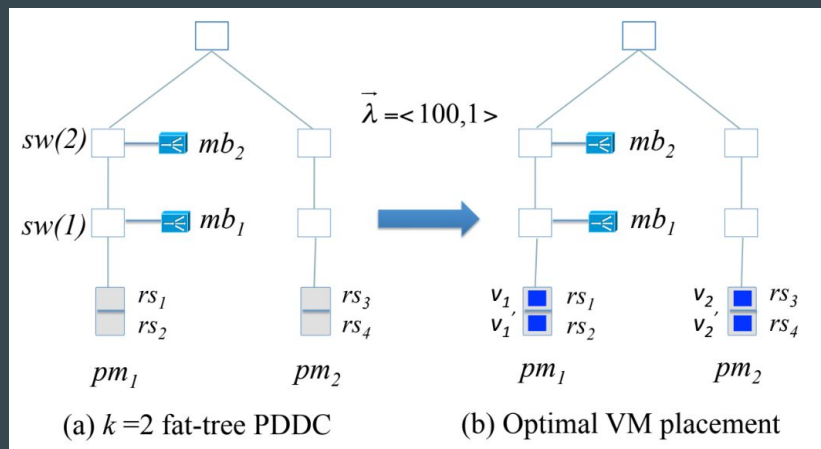 λ⃗ =<100,1>
sw(2) mb₂ mb₂
sw(1) mb₁ mb₁
rs₁ rs₃ v₁ rs₁ v₂ rs₃
rs₂ rs₄ v₁' rs₂ v₂' rs₄
pm₁ pm₂ pm₁ pm₂
(a) k =2 fat-tree PDDC (b) Optimal VM placement